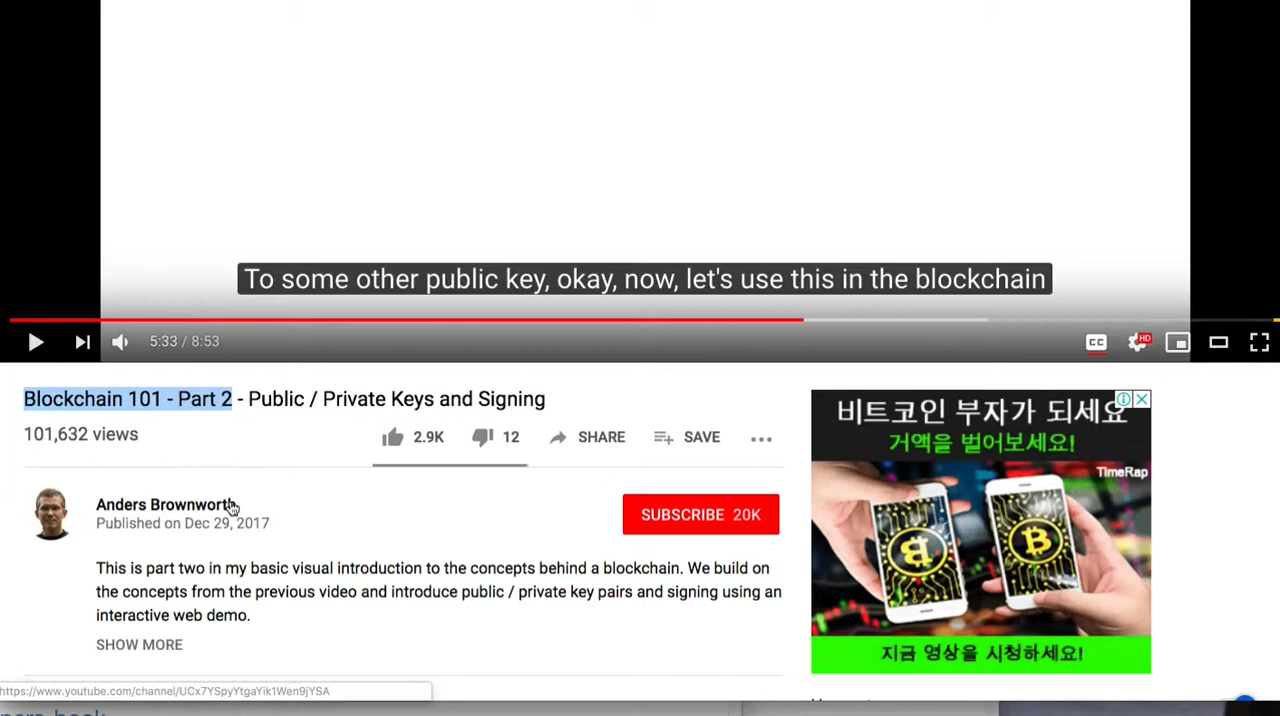 To some other public key, okay, now, let's use this in the blockchain
5:33 / 8:53
CC
HD
Blockchain 101 - Part 2 - Public / Private Keys and Signing
101,632 views
2.9K
12
SHARE
SAVE
Anders Brownworth
Published on Dec 29, 2017
SUBSCRIBE 20K
This is part two in my basic visual introduction to the concepts behind a blockchain. We build on
the concepts from the previous video and introduce public / private key pairs and signing using an
interactive web demo.
SHOW MORE
비트코인 부자가 되세요
거액을 벌어보세요!
TimeRap
지금 영상을 시청하세요!
https://www.youtube.com/channel/UCx7YSpyYtgaYik1Wen9jYSA